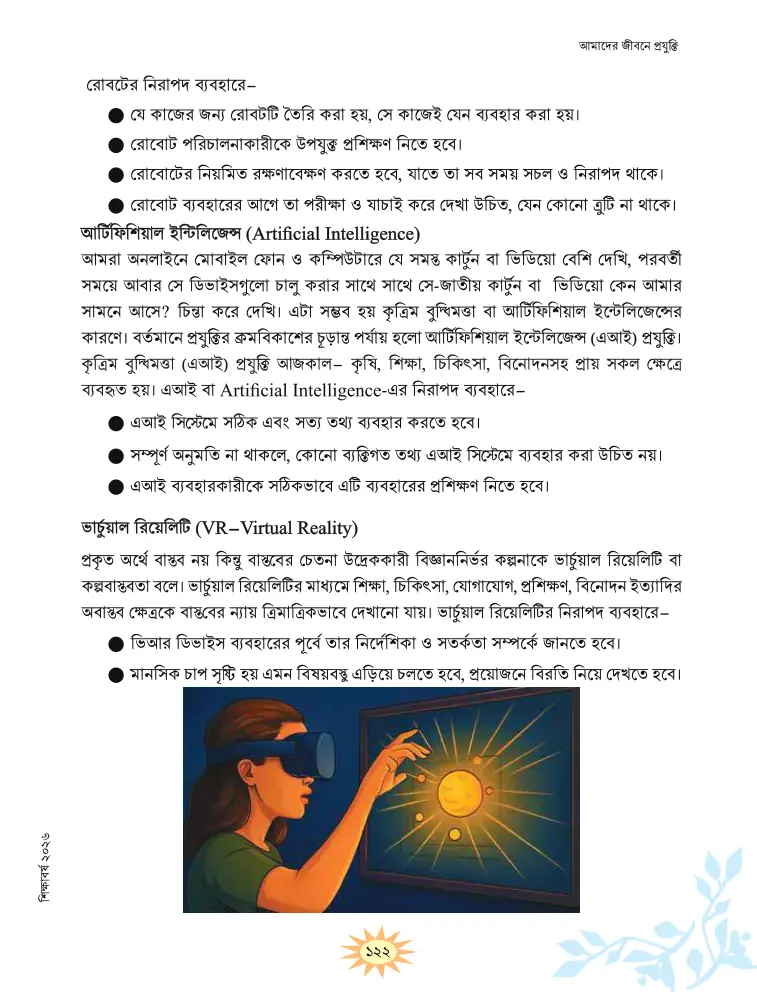 আমাদের জীবনে প্রযুক্তি
রোবটের নিরাপদ ব্যবহারে–
● যে কাজের জন্য রোবটটি তৈরি করা হয়, সে কাজেই যেন ব্যবহার করা হয়।
● রোবোট পরিচালনাকারীকে উপযুক্ত প্রশিক্ষণ নিতে হবে।
● রোবোটের নিয়মিত রক্ষণাবেক্ষণ করতে হবে, যাতে তা সব সময় সচল ও নিরাপদ থাকে।
● রোবোট ব্যবহারের আগে তা পরীক্ষা ও যাচাই করে দেখা উচিত, যেন কোনো ত্রুটি না থাকে।
আর্টিফিশিয়াল ইন্টিলিজেন্স (Artificial Intelligence)
আমরা অনলাইনে মোবাইল ফোন ও কম্পিউটারে যে সমস্ত কার্টুন বা ভিডিয়ো বেশি দেখি, পরবর্তী
সময়ে আবার সে ডিভাইসগুলো চালু করার সাথে সাথে সে-জাতীয় কার্টুন বা ভিডিয়ো কেন আমার
সামনে আসে? চিন্তা করে দেখি। এটা সম্ভব হয় কৃত্রিম বুদ্ধিমত্তা বা আর্টিফিশিয়াল ইন্টেলিজেন্সের
কারণে। বর্তমানে প্রযুক্তির ক্রমবিকাশের চূড়ান্ত পর্যায় হলো আর্টিফিশিয়াল ইন্টেলিজেন্স (এআই) প্রযুক্তি।
কৃত্রিম বুদ্ধিমত্তা (এআই) প্রযুক্তি আজকাল– কৃষি, শিক্ষা, চিকিৎসা, বিনোদনসহ প্রায় সকল ক্ষেত্রে
ব্যবহৃত হয়। এআই বা Artificial Intelligence-এর নিরাপদ ব্যবহারে–
● এআই সিস্টেমে সঠিক এবং সত্য তথ্য ব্যবহার করতে হবে।
● সম্পূর্ণ অনুমতি না থাকলে, কোনো ব্যক্তিগত তথ্য এআই সিস্টেমে ব্যবহার করা উচিত নয়।
● এআই ব্যবহারকারীকে সঠিকভাবে এটি ব্যবহারের প্রশিক্ষণ নিতে হবে।
ভার্চুয়াল রিয়েলিটি (VR–Virtual Reality)
প্রকৃত অর্থে বাস্তব নয় কিন্তু বাস্তবের চেতনা উদ্রেককারী বিজ্ঞাননির্ভর কল্পনাকে ভার্চুয়াল রিয়েলিটি বা
কল্পবাস্তবতা বলে। ভার্চুয়াল রিয়েলিটির মাধ্যমে শিক্ষা, চিকিৎসা, যোগাযোগ, প্রশিক্ষণ, বিনোদন ইত্যাদির
অবাস্তব ক্ষেত্রকে বাস্তবের ন্যায় ত্রিমাত্রিকভাবে দেখানো যায়। ভার্চুয়াল রিয়েলিটির নিরাপদ ব্যবহারে–
● ভিআর ডিভাইস ব্যবহারের পূর্বে তার নির্দেশিকা ও সতর্কতা সম্পর্কে জানতে হবে।
● মানসিক চাপ সৃষ্টি হয় এমন বিষয়বস্তু এড়িয়ে চলতে হবে, প্রয়োজনে বিরতি নিয়ে দেখতে হবে।
শিক্ষাবর্ষ ২০২৬
১২২